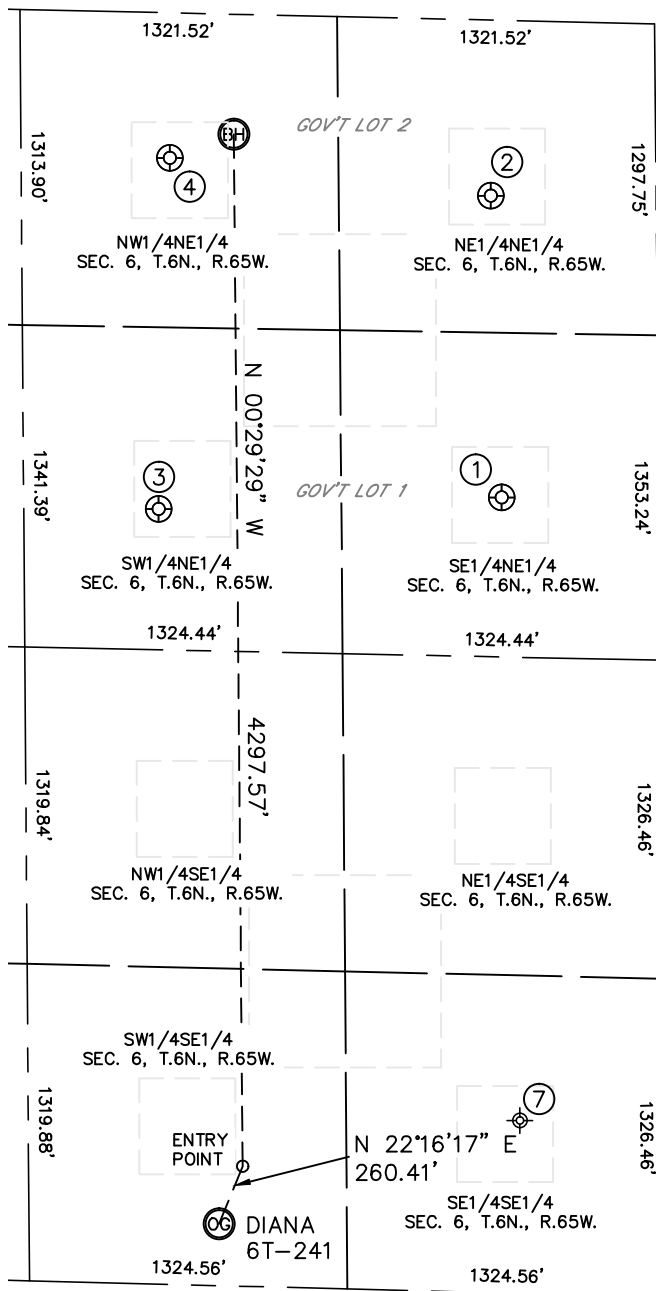 1321.52'
1321.52'
BH
GOV'T LOT 2
1313.90'
4
2
1297.75'
NW1/4NE1/4
SEC. 6, T.6N., R.65W.
NE1/4NE1/4
SEC. 6, T.6N., R.65W.
N 00°29'29" W
1341.39'
3
GOV'T LOT 1
1
1353.24'
SW1/4NE1/4
SEC. 6, T.6N., R.65W.
SE1/4NE1/4
SEC. 6, T.6N., R.65W.
1324.44'
1324.44'
4297.57'
1319.84'
1326.46'
NW1/4SE1/4
SEC. 6, T.6N., R.65W.
NE1/4SE1/4
SEC. 6, T.6N., R.65W.
SW1/4SE1/4
SEC. 6, T.6N., R.65W.
1319.88'
7
1326.46'
ENTRY
POINT
N 22°16'17" E
260.41'
SE1/4SE1/4
SEC. 6, T.6N., R.65W.
OG
DIANA
6T-241
1324.56'
1324.56'